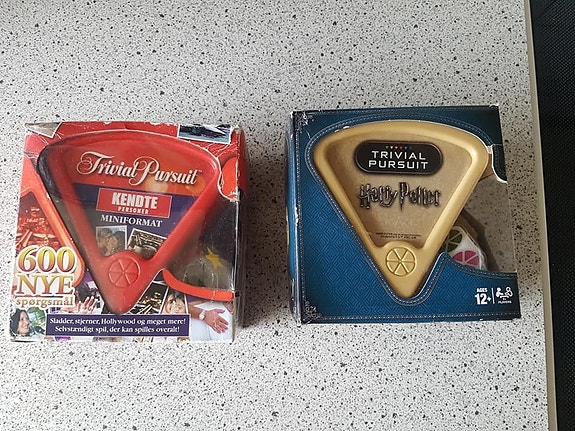 Trivial Pursuit
KENDTE
PERSONER
MINIFORMAT
600
NYE
spørgsmål
Sladder, stjerner, Hollywood og meget mere!
Selvstændigt spil, der kan spilles overalt!
TRIVIAL
PURSUIT
Harry Potter
AGES
12+
PLAYERS